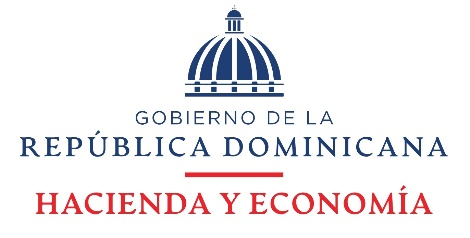 GOBIERNO DE LA
REPÚBLICA DOMINICANA
HACIENDA Y ECONOMÍA